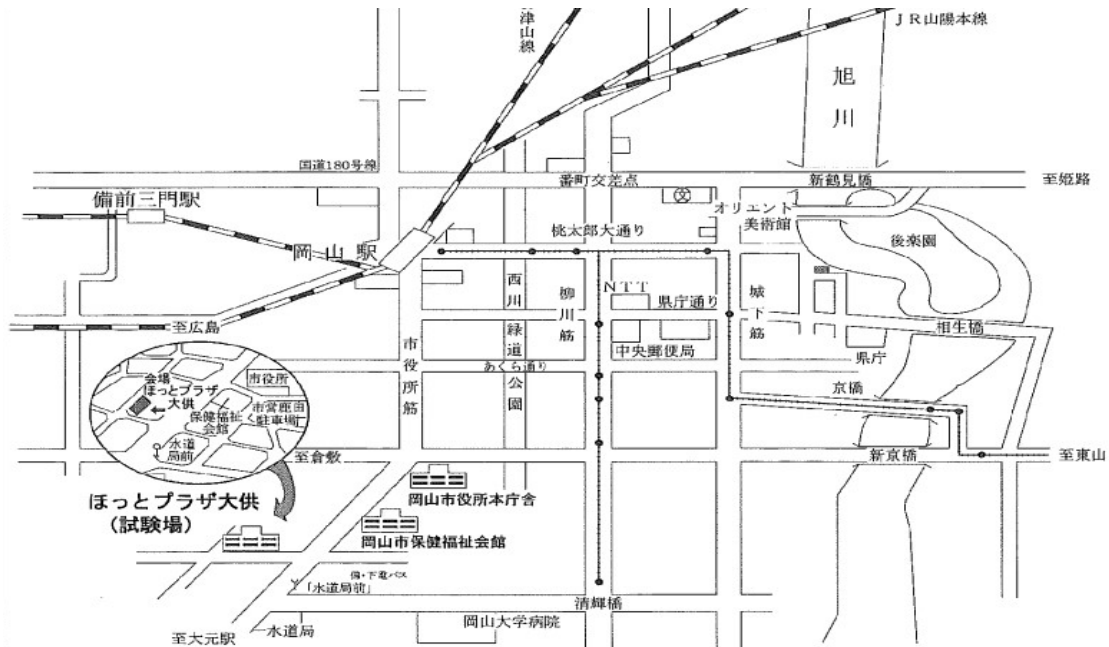 津山線
JR山陽本線
旭川
国道180号線
番町交差点
新鶴見橋
至姫路
備前三門駅
オリエント
美術館
後楽園
岡山駅
桃太郎大通り
西川緑道公園
柳川筋
NTT
県庁通り
城下筋
相生橋
至広島
市役所筋
中央郵便局
県庁
あくら通り
京橋
会場
ほっとプラザ
大供
市役所
保健福祉
会館
市営鹿田
駐車場
水道
局前
至倉敷
新京橋
至東山
ほっとプラザ大供
(試験場)
岡山市役所本庁舎
岡山市保健福祉会館
備・下電バス
「水道局前」
清輝橋
岡山大学病院
水道局
至大元駅
文